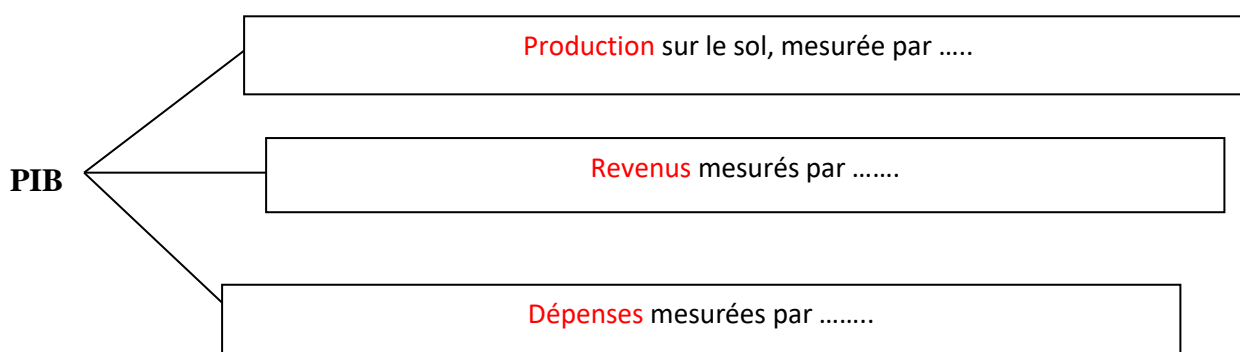 Production sur le sol, mesurée par …..
Revenus mesurés par …….
PIB
Dépenses mesurées par ……..